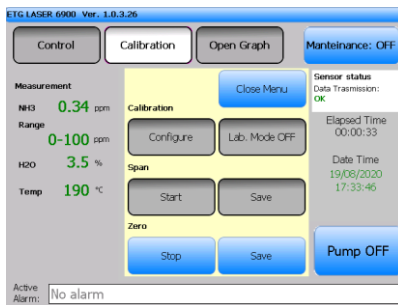 ETG LASER 6900 Ver. 1.0.3.26
Control
Calibration
Open Graph
Manteinance: OFF
Measurement
NH3 0.34 ppm
Range
0-100 ppm
H2O 3.5 %
Temp 190 °C
Close Menu
Calibration
Configure
Lab. Mode OFF
Span
Start
Save
Zero
Stop
Save
Sensor status
Data Trasmission:
OK
Elapsed Time
00:00:33
Date Time
19/08/2020
17:33:46
Pump OFF
Active
Alarm:
No alarm